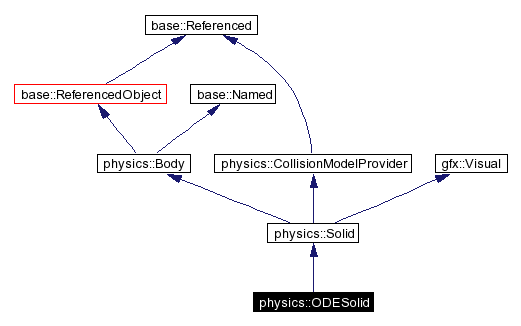 base::Referenced
base::ReferencedObject
base::Named
physics::Body
physics::CollisionModelProvider
gfx::Visual
physics::Solid
physics::ODESolid